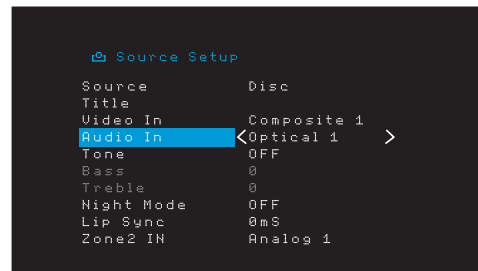 Source Setup
Source Disc
Title
Video In Composite 1
Audio In <Optical 1 >
Tone OFF
Bass 0
Treble 0
Night Mode OFF
Lip Sync 0mS
Zone2 IN Analog 1